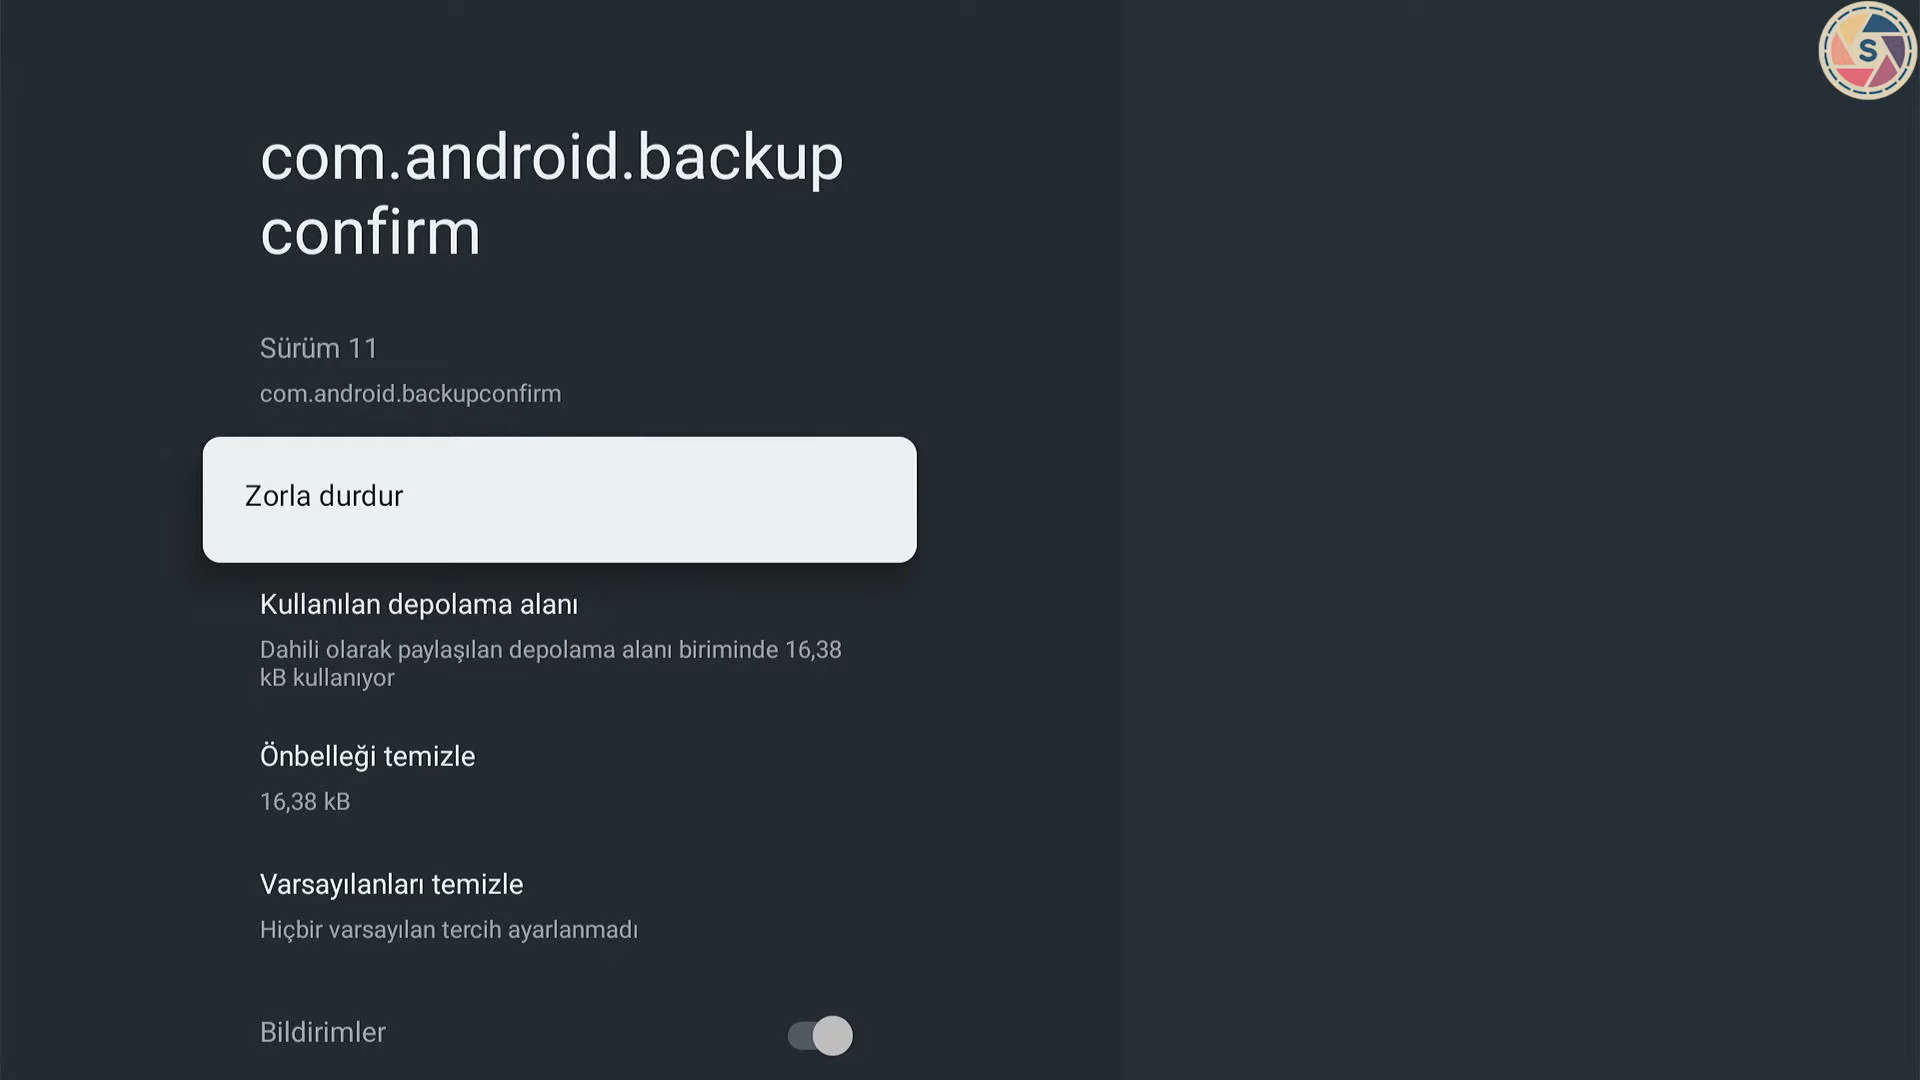 S
com.android.backup
confirm
Sürüm 11
com.android.backupconfirm
Zorla durdur
Kullanılan depolama alanı
Dahili olarak paylaşılan depolama alanı biriminde 16,38
kB kullanıyor
Önbelleği temizle
16,38 kB
Varsayılanları temizle
Hiçbir varsayılan tercih ayarlanmadı
Bildirimler